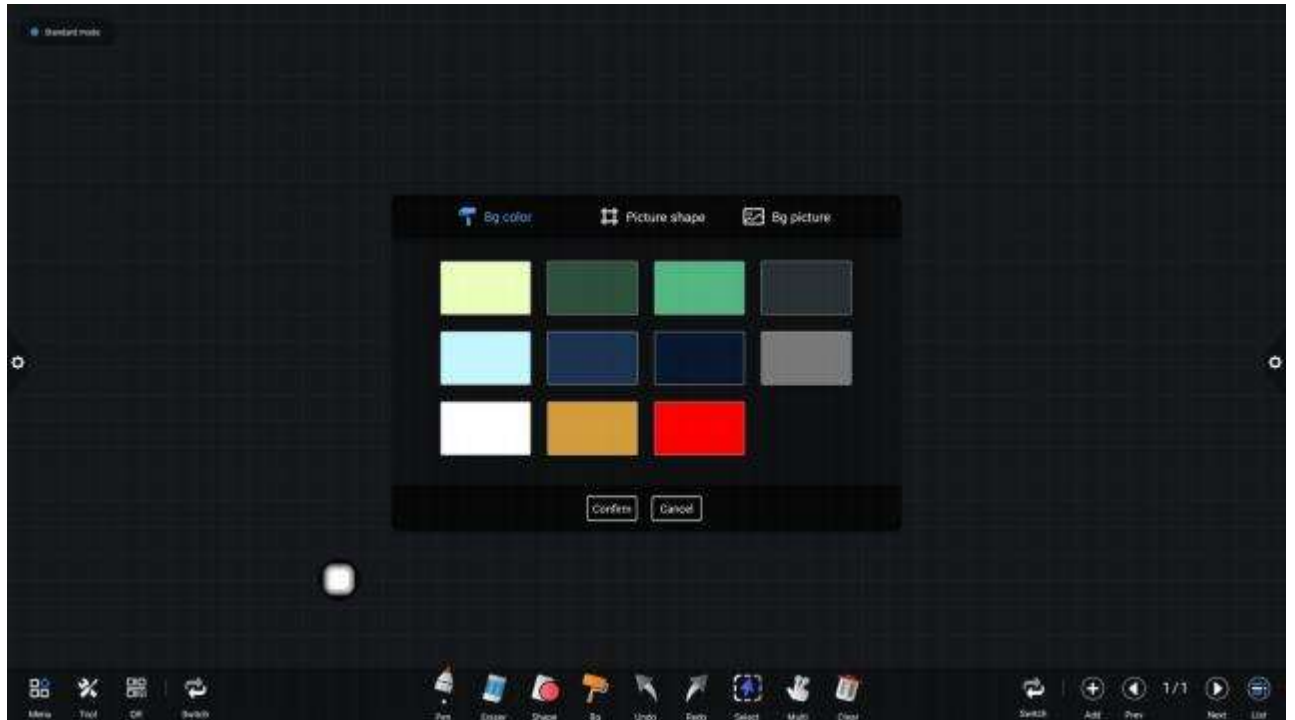 Standard mode
Bg color
Picture shape
Bg picture
Confirm
Cancel
Menu
Tool
QR
Switch
Pen
Eraser
Shape
Bg
Undo
Redo
Select
Multi
Clear
Switch
Add
Prev
1/1
Next
List